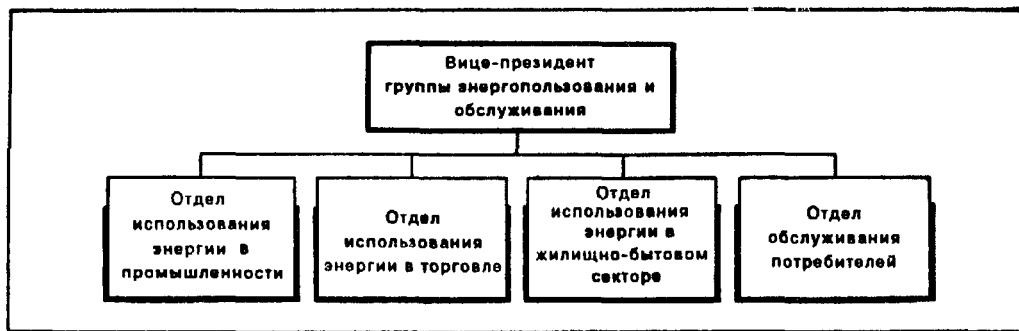 Вице-президент
группы энергопользования и
обслуживания
Отдел
использования
энергии в
промышленности
Отдел
использования
энергии в торговле
Отдел
использования
энергии в
жилищно-бытовом
секторе
Отдел
обслуживания
потребителей